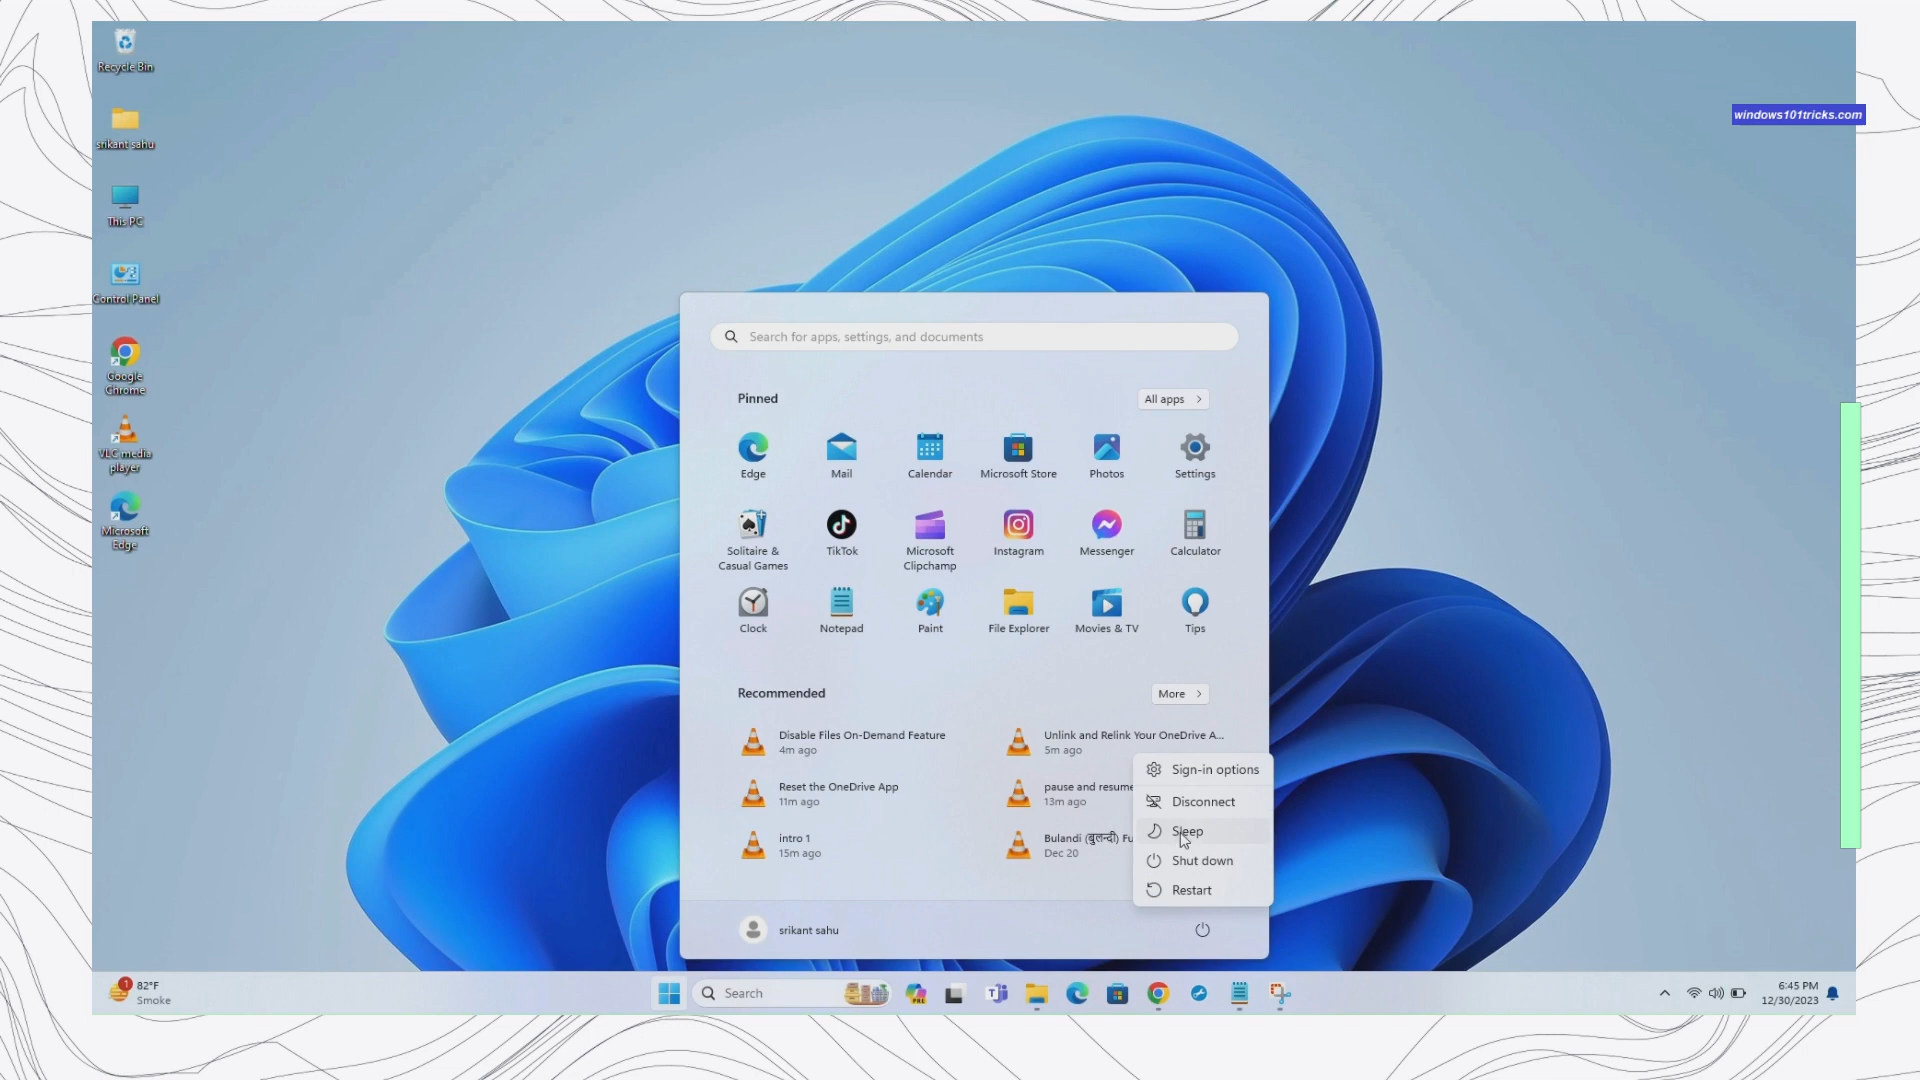 Recycle Bin
srikant sahu
This PC
Control Panel
Google
Chrome
VLC media
player
Microsoft
Edge
windows101tricks.com
Search for apps, settings, and documents
Pinned
All apps
Edge
Mail
Calendar
Microsoft Store
Photos
Settings
Solitaire &
Casual Games
TikTok
Microsoft
Clipchamp
Instagram
Messenger
Calculator
Clock
Notepad
Paint
File Explorer
Movies & TV
Tips
Recommended
More
Disable Files On-Demand Feature
4m ago
Unlink and Relink Your OneDrive A...
5m ago
Reset the OneDrive App
11m ago
pause and resume
13m ago
intro 1
15m ago
Bulandi (बुलन्दी) Fu
Dec 20
Sign-in options
Disconnect
Sleep
Shut down
Restart
srikant sahu
1
82°F
Smoke
Search
PRE
6:45 PM
12/30/2023